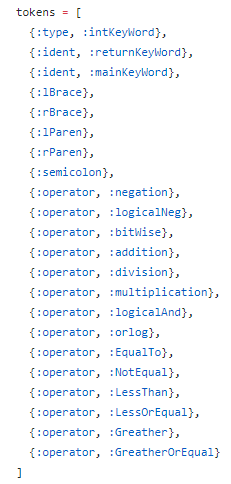 tokens = [
{:type, :intKeyWord},
{:ident, :returnKeyWord},
{:ident, :mainKeyWord},
{:lBrace},
{:rBrace},
{:lParen},
{:rParen},
{:semicolon},
{:operator, :negation},
{:operator, :logicalNeg},
{:operator, :bitWise},
{:operator, :addition},
{:operator, :division},
{:operator, :multiplication},
{:operator, :logicalAnd},
{:operator, :orlog},
{:operator, :EqualTo},
{:operator, :NotEqual},
{:operator, :LessThan},
{:operator, :LessOrEqual},
{:operator, :Greather},
{:operator, :GreatherOrEqual}
]